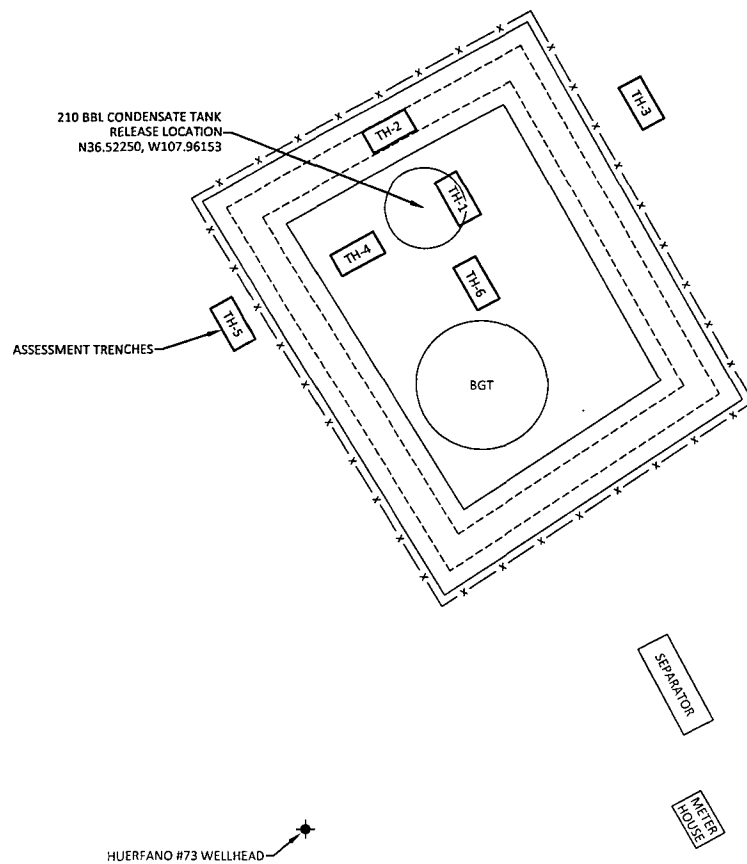 210 BBL CONDENSATE TANK
RELEASE LOCATION
N36.52250, W107.96153
TH-2
TH-3
TH-1
TH-4
TH-6
TH-5
ASSESSMENT TRENCHES
BGT
SEPARATOR
METER
HOUSE
HUERFANO #73 WELLHEAD